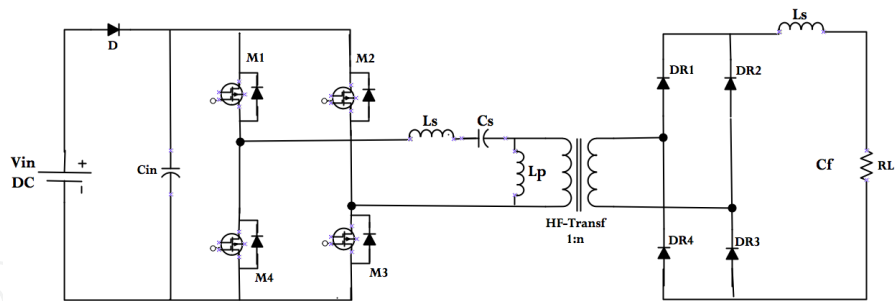 Ls
D
M1
M2
DR1
DR2
Ls
Cs
Vin
DC
+
-
Cin
Lp
Cf
RL
HF-Transf
1:n
M4
M3
DR4
DR3